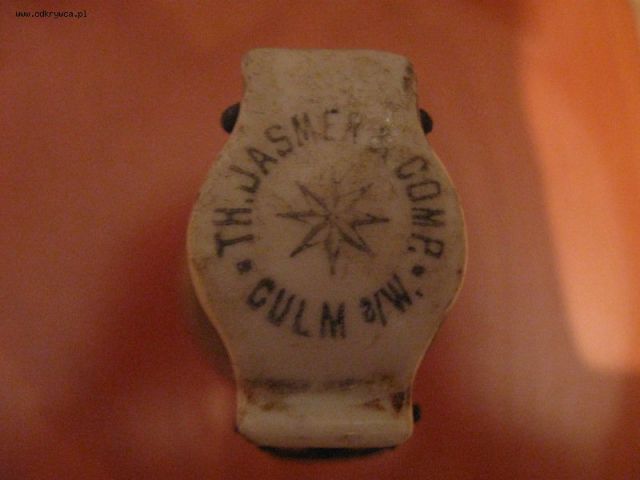 www.odkrywca.pl
TH. JASMER & COMP.
CULM a/W.